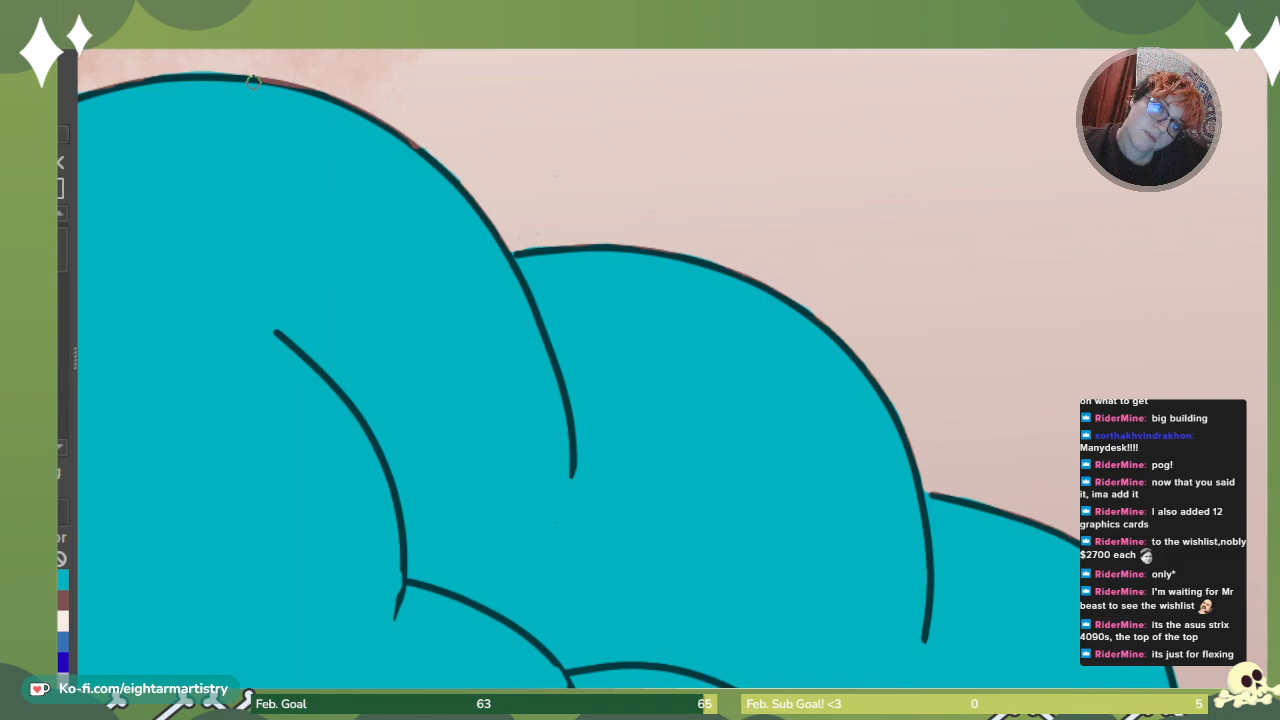 on what to get
RiderMine: big building
xorthakhvindrakhon:
Manydesk!!!!
RiderMine: pog!
RiderMine: now that you said
it, ima add it
RiderMine: I also added 12
graphics cards
RiderMine: to the wishlist,nobly
$2700 each
RiderMine: only*
RiderMine: I'm waiting for Mr
beast to see the wishlist
RiderMine: Its the asus strix
4090s, the top of the top
RiderMine: its just for flexing
or
Ko-fi.com/eightarmartistry
Feb. Goal 63 65
Feb. Sub Goal! <3 0 5